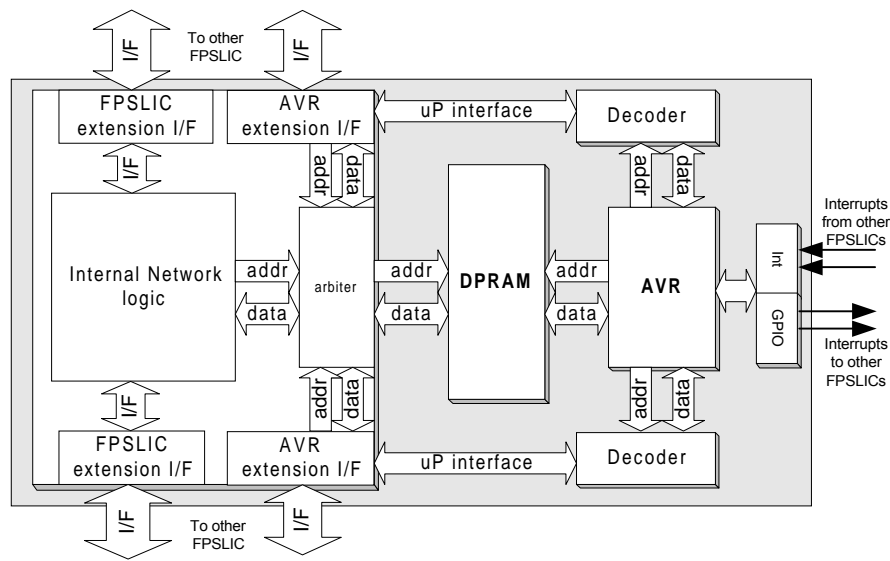 I/F
To other
FPSLIC
I/F
FPSLIC
extension I/F
AVR
extension I/F
uP interface
Decoder
I/F
addr
data
addr
data
Internal Network
logic
addr
data
arbiter
addr
data
DPRAM
addr
data
AVR
Int
GPIO
Interrupts
from other
FPSLICs
Interrupts
to other
FPSLICs
I/F
addr
data
addr
data
FPSLIC
extension I/F
AVR
extension I/F
uP interface
Decoder
I/F
To other
FPSLIC
I/F